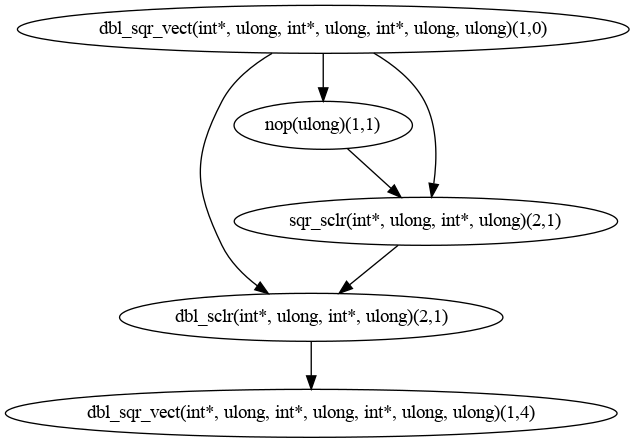 dbl_sqr_vect(int*, ulong, int*, ulong, int*, ulong, ulong)(1,0)
nop(ulong)(1,1)
sqr_sclr(int*, ulong, int*, ulong)(2,1)
dbl_sclr(int*, ulong, int*, ulong)(2,1)
dbl_sqr_vect(int*, ulong, int*, ulong, int*, ulong, ulong)(1,4)